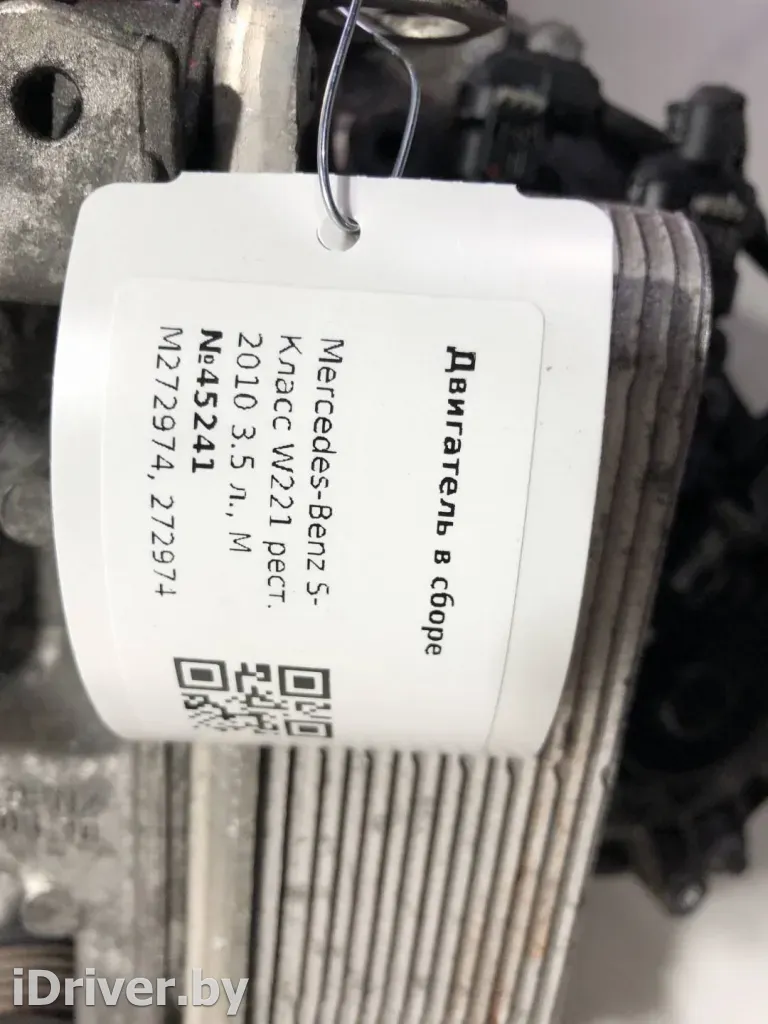 Двигатель в сборе
Mercedes-Benz S-
Класс W221 рест.
2010 3.5 л., М
№45241
M272974, 272974
iDriver.by